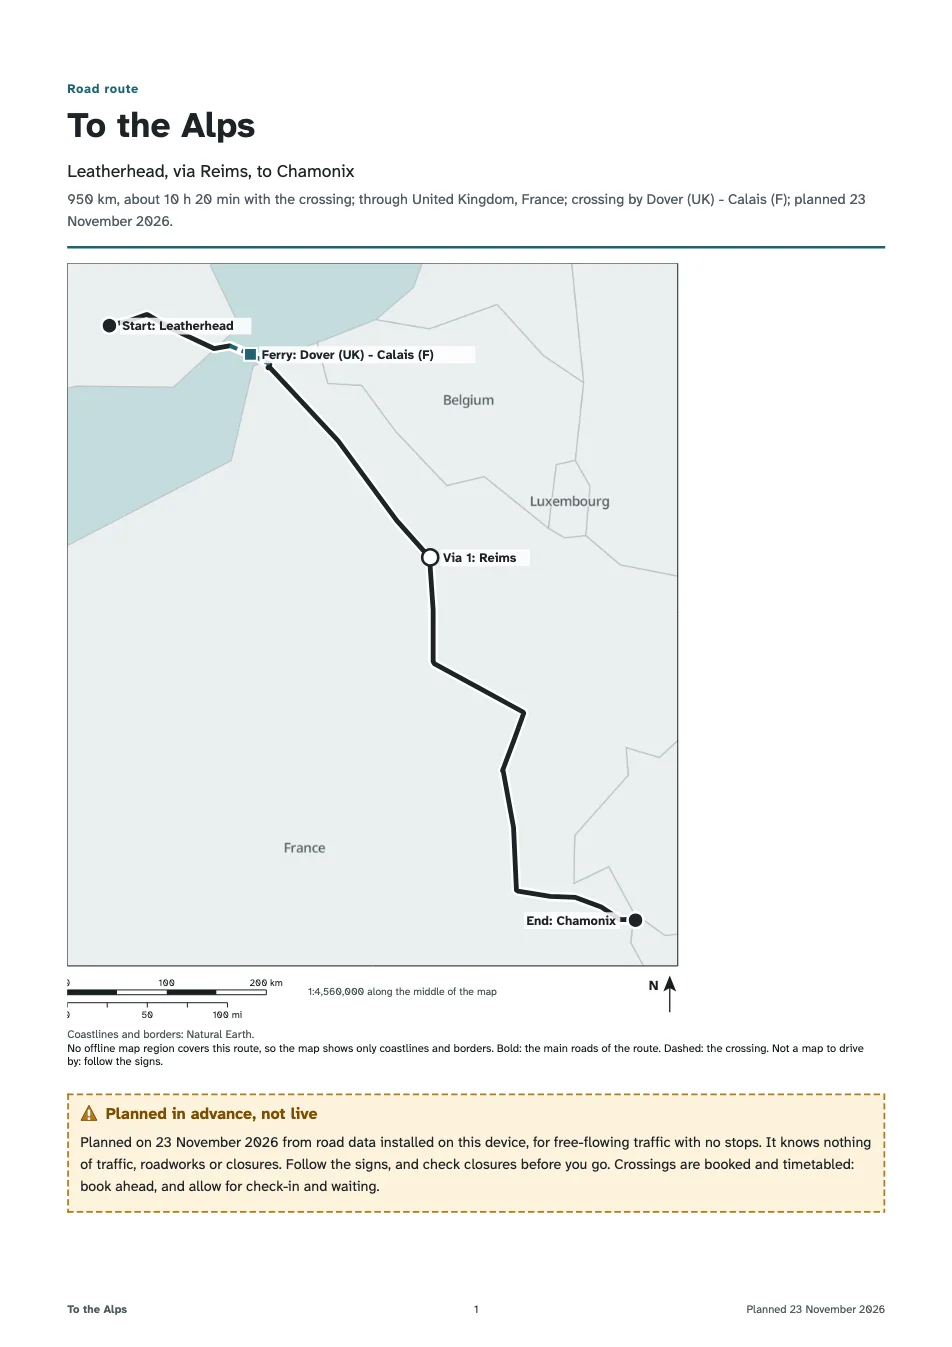 Road route
To the Alps
Leatherhead, via Reims, to Chamonix
950 km, about 10 h 20 min with the crossing; through United Kingdom, France; crossing by Dover (UK) - Calais (F); planned 23
November 2026.
Start: Leatherhead
Ferry: Dover (UK) - Calais (F)
Belgium
Luxembourg
Via 1: Reims
France
End: Chamonix
0 100 200 km
1:4,560,000 along the middle of the map
N
0 50 100 mi
Coastlines and borders: Natural Earth.
No offline map region covers this route, so the map shows only coastlines and borders. Bold: the main roads of the route. Dashed: the crossing. Not a map to drive
by: follow the signs.
Planned in advance, not live
Planned on 23 November 2026 from road data installed on this device, for free-flowing traffic with no stops. It knows nothing
of traffic, roadworks or closures. Follow the signs, and check closures before you go. Crossings are booked and timetabled:
book ahead, and allow for check-in and waiting.
To the Alps
1
Planned 23 November 2026